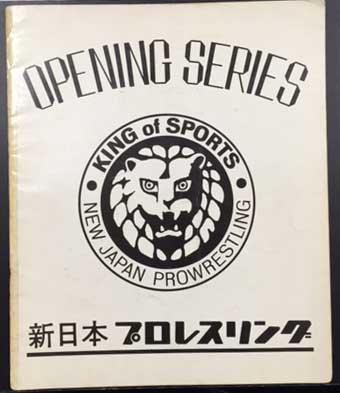 OPENING SERIES
KING of SPORTS
NEW JAPAN PROWRESTLING
新日本 プロレスリング